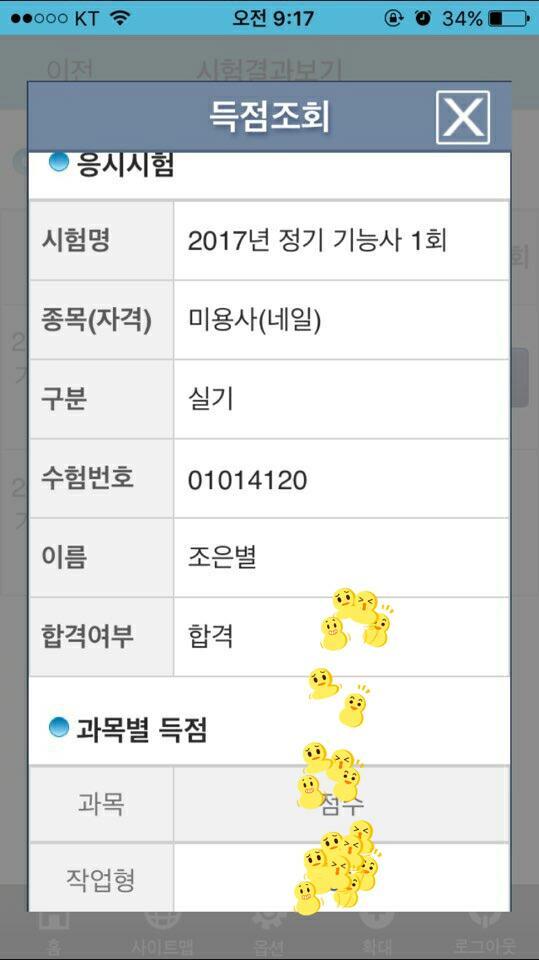 KT 오전 9:17 34%
이전 시험결과보기
득점조회
응시시험
시험명 2017년 정기 기능사 1회
종목(자격) 미용사(네일)
구분 실기
수험번호 01014120
이름 조은별
합격여부 합격
과목별 득점
과목 점수
작업형
홈 사이트맵 옵션 확대 로그아웃